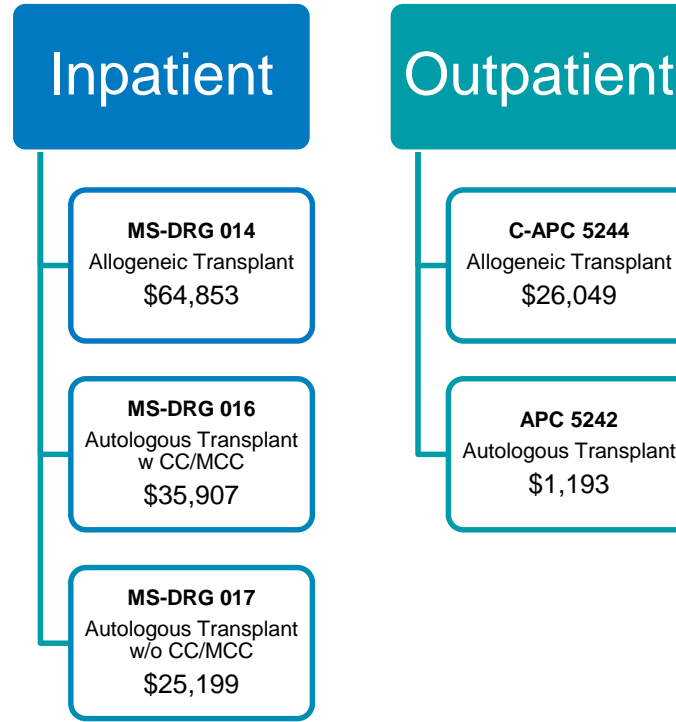 Inpatient
MS-DRG 014
Allogeneic Transplant
$64,853
MS-DRG 016
Autologous Transplant
w CC/MCC
$35,907
MS-DRG 017
Autologous Transplant
w/o CC/MCC
$25,199
Outpatient
C-APC 5244
Allogeneic Transplant
$26,049
APC 5242
Autologous Transplant
$1,193